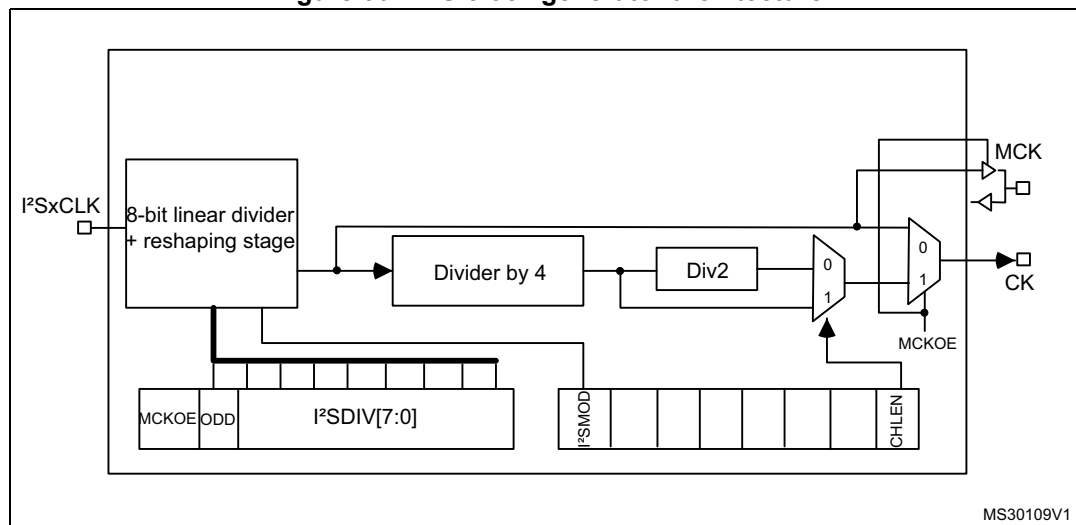 MCK
I²SxCLK
8-bit linear divider
+ reshaping stage
0
Divider by 4
Div2
0
1
1
CK
MCKOE
MCKOE
ODD
I²SDIV[7:0]
I²SMOD
CHLEN
MS30109V1